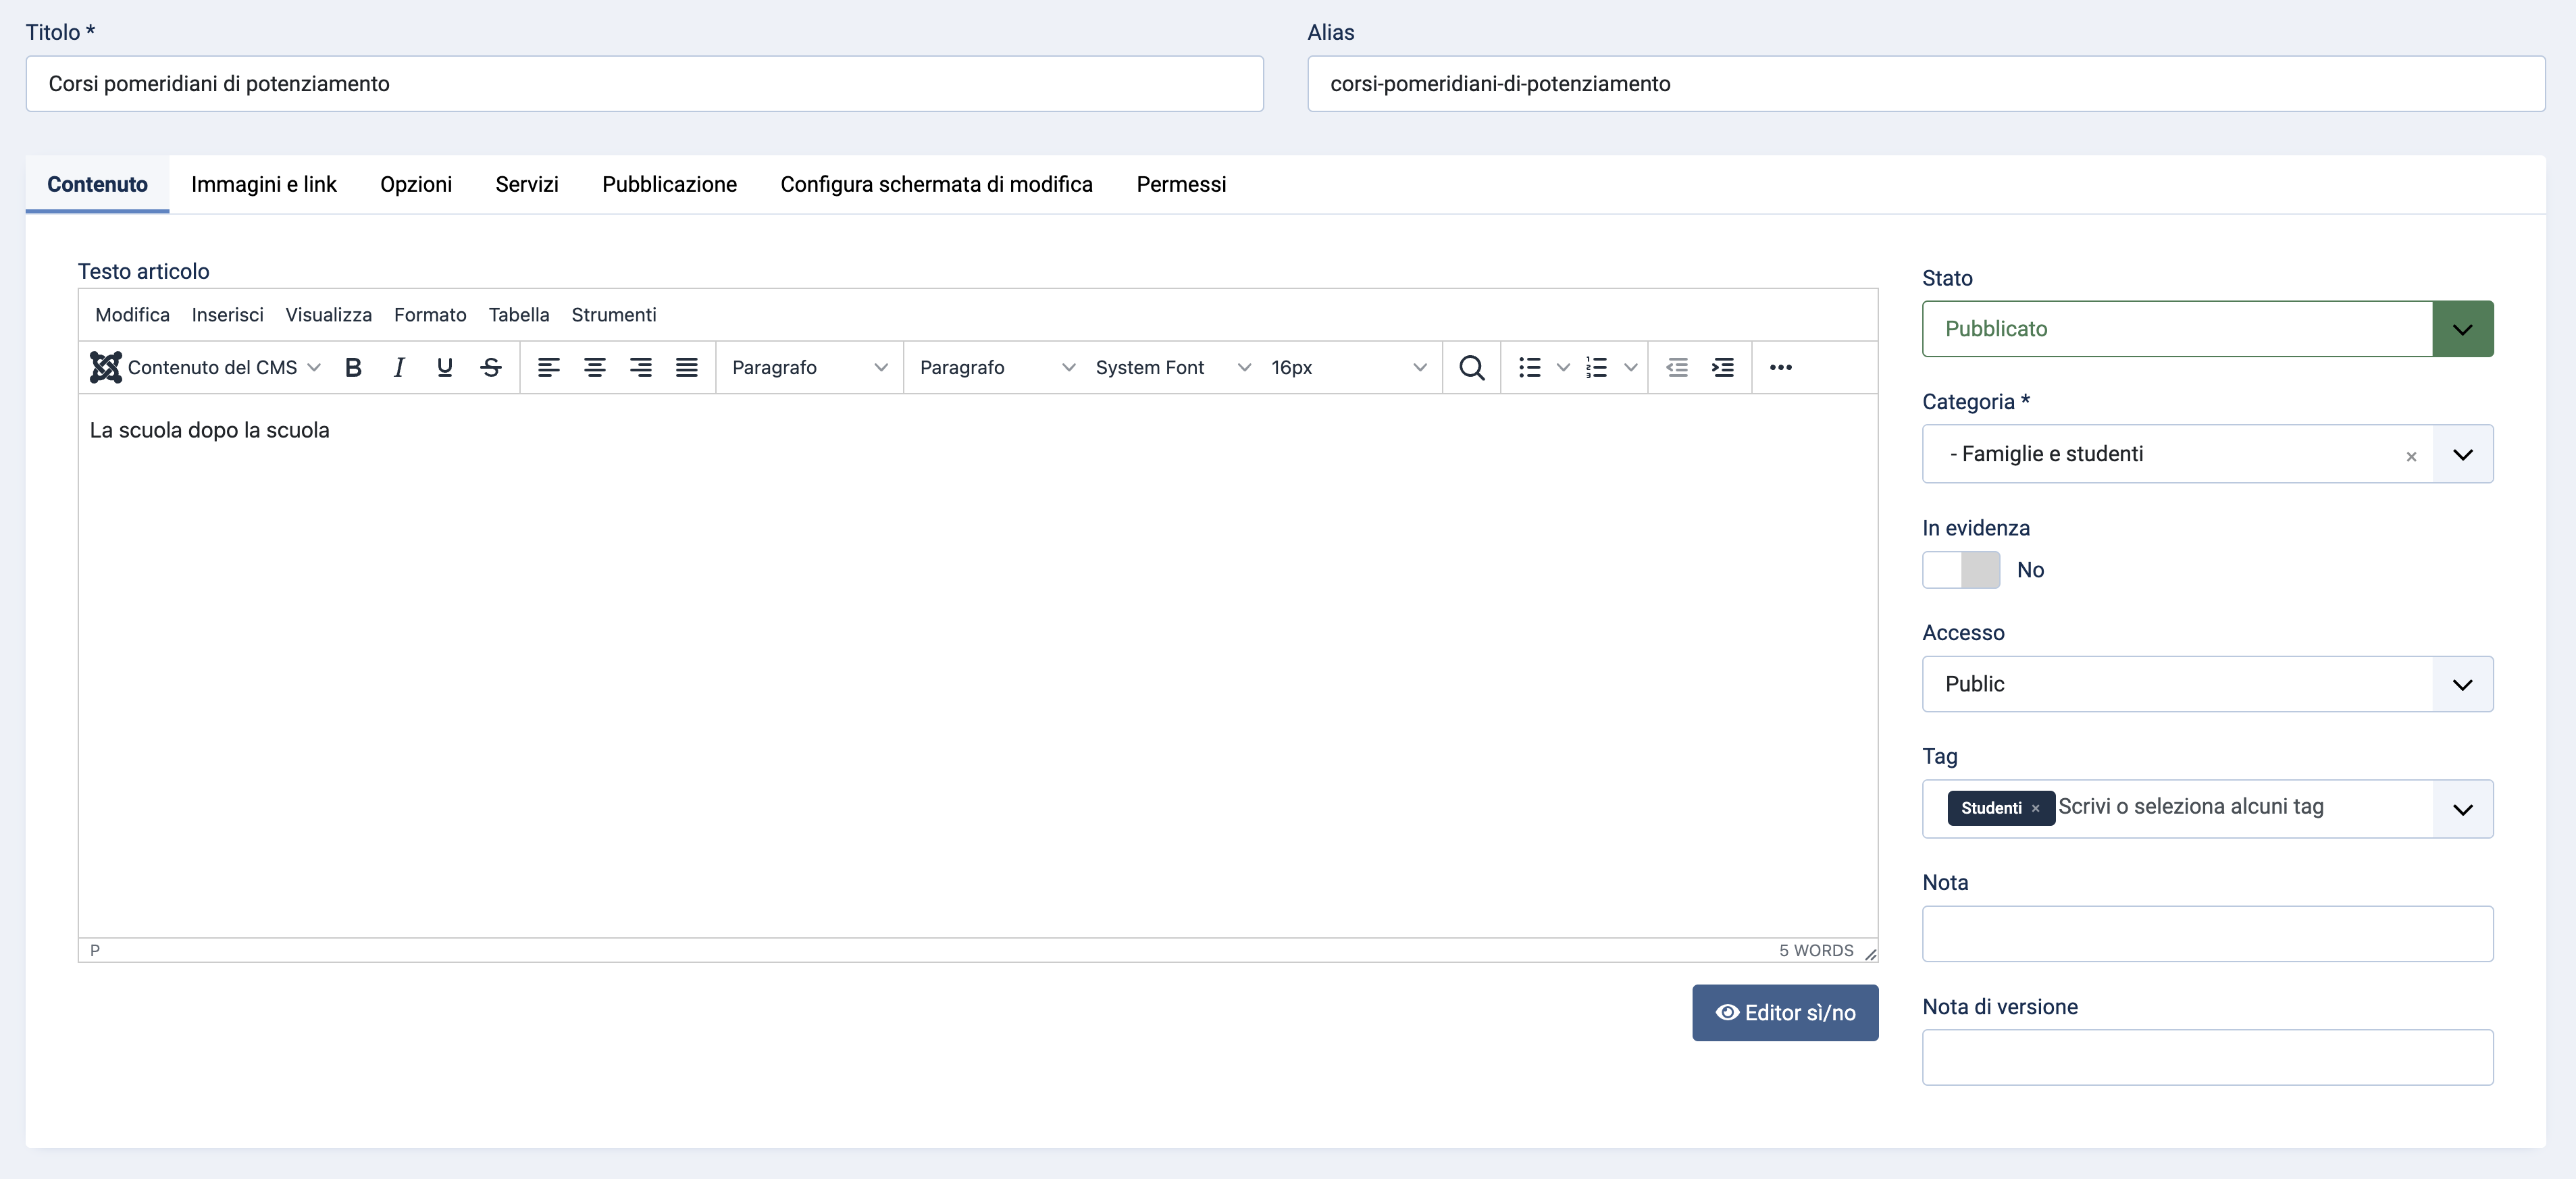 Titolo *
Alias
Corsi pomeridiani di potenziamento
corsi-pomeridiani-di-potenziamento
Contenuto Immagini e link Opzioni Servizi Pubblicazione Configura schermata di modifica Permessi
Testo articolo
Modifica Inserisci Visualizza Formato Tabella Strumenti
Contenuto del CMS B I U S Paragrafo Paragrafo System Font 16px
La scuola dopo la scuola
P
5 WORDS
Editor sì/no
Stato
Pubblicato
Categoria *
- Famiglie e studenti ×
In evidenza
No
Accesso
Public
Tag
Studenti × Scrivi o seleziona alcuni tag
Nota
Nota di versione